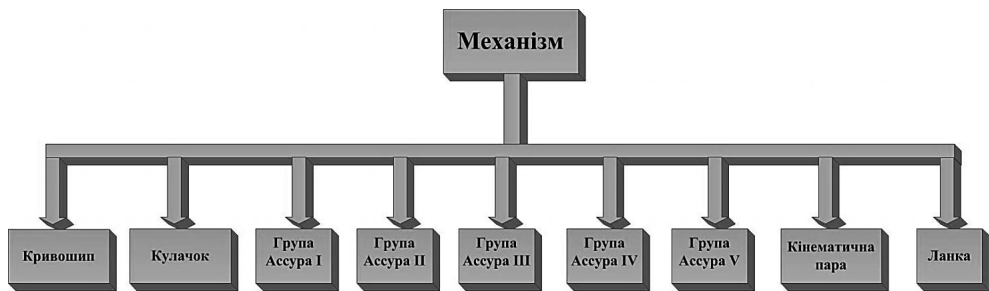 Механізм
Кривошип
Кулачок
Група
Ассура I
Група
Ассура II
Група
Ассура III
Група
Ассура IV
Група
Ассура V
Кінематична
пара
Ланка